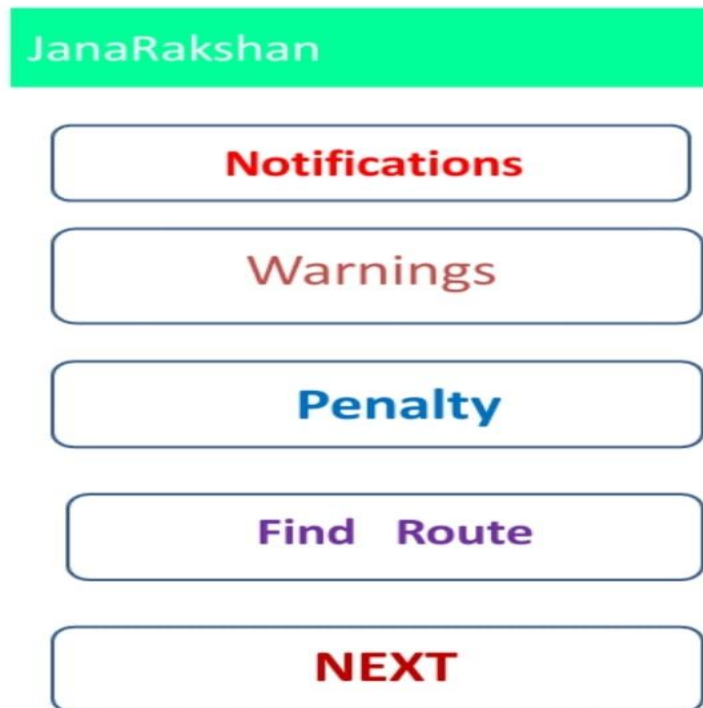 JanaRakshan
Notifications
Warnings
Penalty
Find Route
NEXT